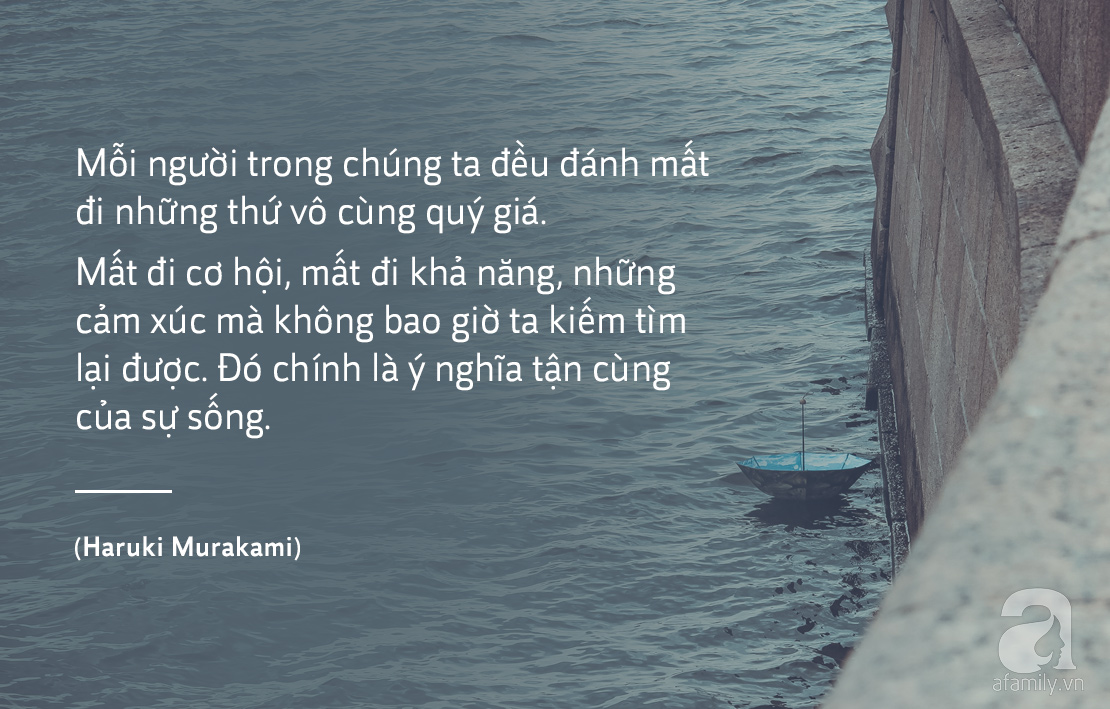 Mỗi người trong chúng ta đều đánh mất
đi những thứ vô cùng quý giá.
Mất đi cơ hội, mất đi khả năng, những
cảm xúc mà không bao giờ ta kiếm tìm
lại được. Đó chính là ý nghĩa tận cùng
của sự sống.
(Haruki Murakami)
a
afamily.vn